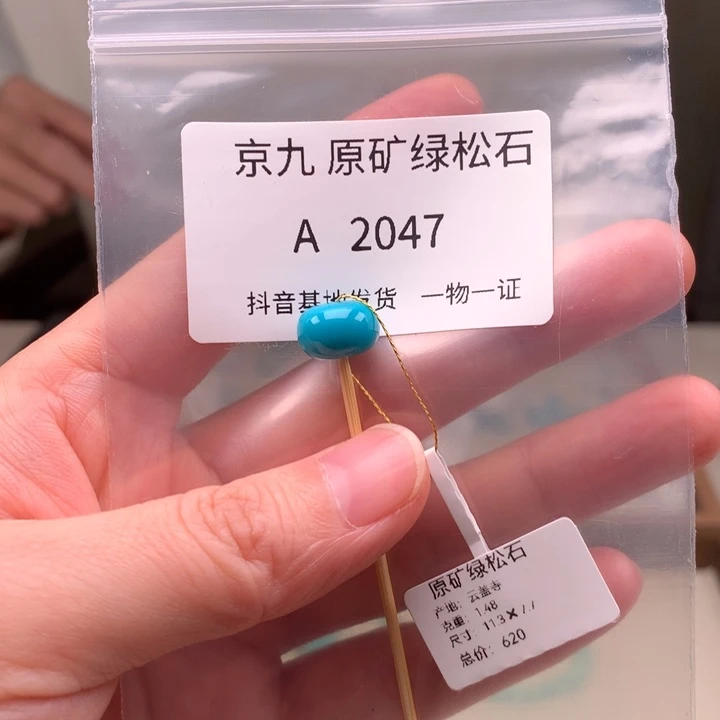 京九 原矿绿松石
A 2047
抖音基地发货 一物一证
原矿绿松石
产地: 云盖寺
克重: 1.48
尺寸: 11.3×7.7
总价: 620